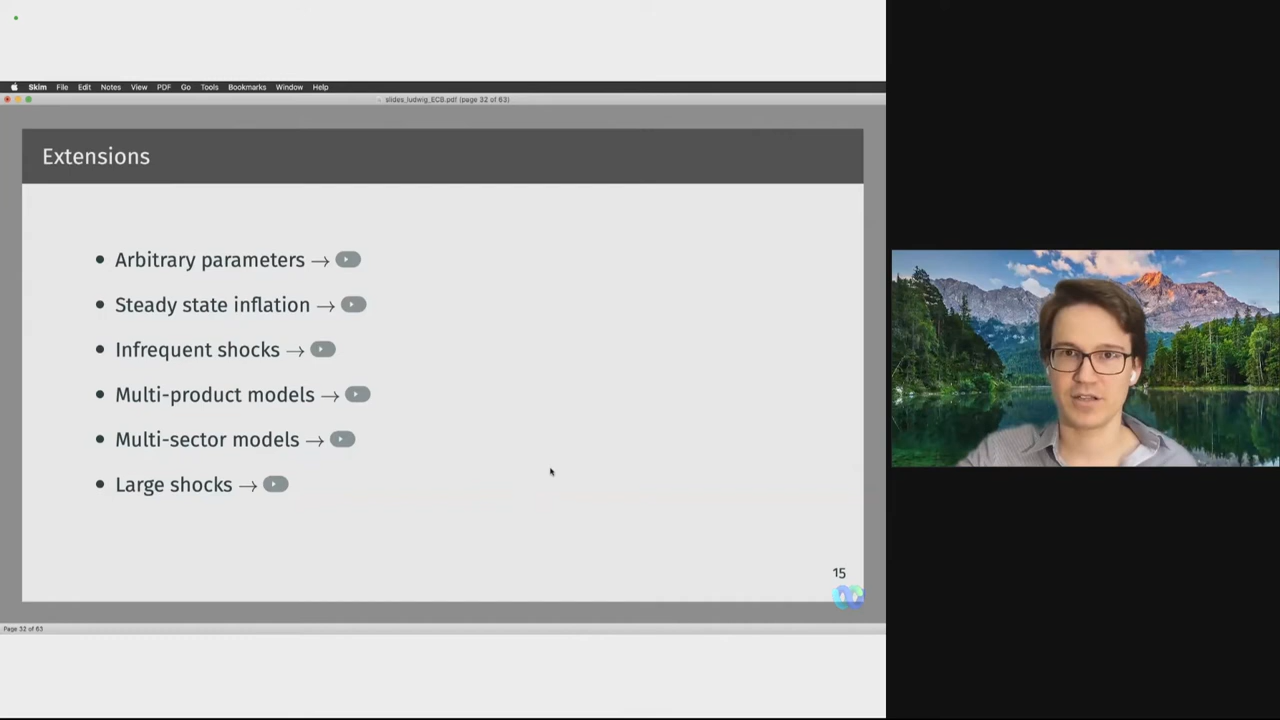 Skim File Edit Notes View PDF Go Tools Bookmarks Window Help
slides_ludwig_ECB.pdf (page 32 of 63)
Extensions
• Arbitrary parameters →
• Steady state inflation →
• Infrequent shocks →
• Multi-product models →
• Multi-sector models →
• Large shocks →
15
Page 32 of 63